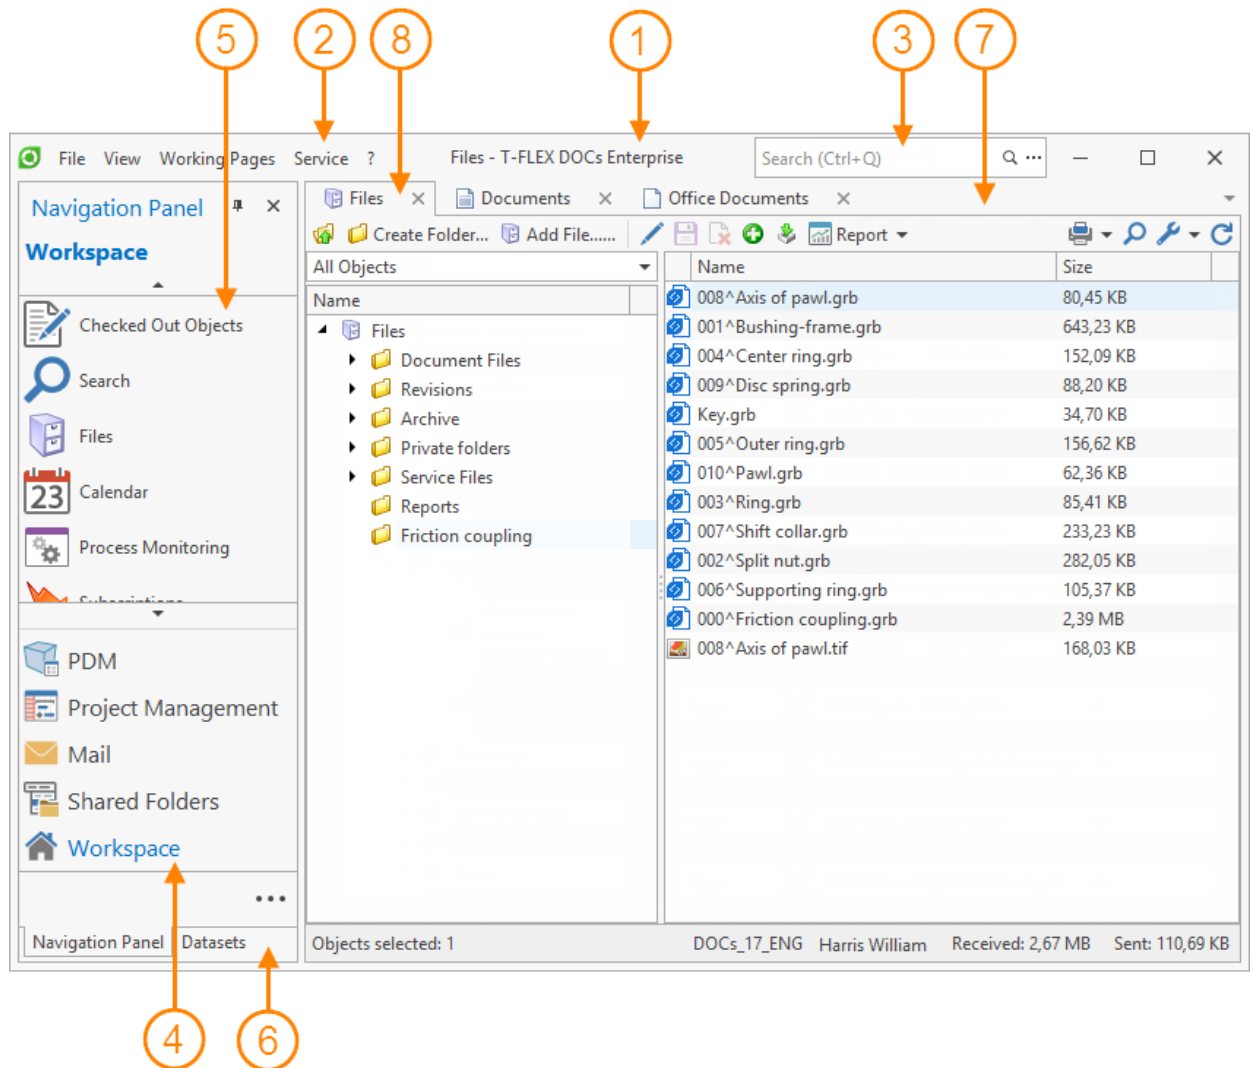 5 2 8 1 3 7
File View Working Pages Service ? Files - T-FLEX DOCs Enterprise Search (Ctrl+Q)
Navigation Panel
Workspace
Checked Out Objects
Search
Files
23 Calendar
Process Monitoring
Subscriptions
PDM
Project Management
Mail
Shared Folders
Workspace
Navigation Panel Datasets
Files Documents Office Documents
Create Folder... Add File...... Report
All Objects
Name
Files
Document Files
Revisions
Archive
Private folders
Service Files
Reports
Friction coupling
Name Size
008^Axis of pawl.grb 80,45 KB
001^Bushing-frame.grb 643,23 KB
004^Center ring.grb 152,09 KB
009^Disc spring.grb 88,20 KB
Key.grb 34,70 KB
005^Outer ring.grb 156,62 KB
010^Pawl.grb 62,36 KB
003^Ring.grb 85,41 KB
007^Shift collar.grb 233,23 KB
002^Split nut.grb 282,05 KB
006^Supporting ring.grb 105,37 KB
000^Friction coupling.grb 2,39 MB
008^Axis of pawl.tif 168,03 KB
Objects selected: 1 DOCs_17_ENG Harris William Received: 2,67 MB Sent: 110,69 KB
4 6